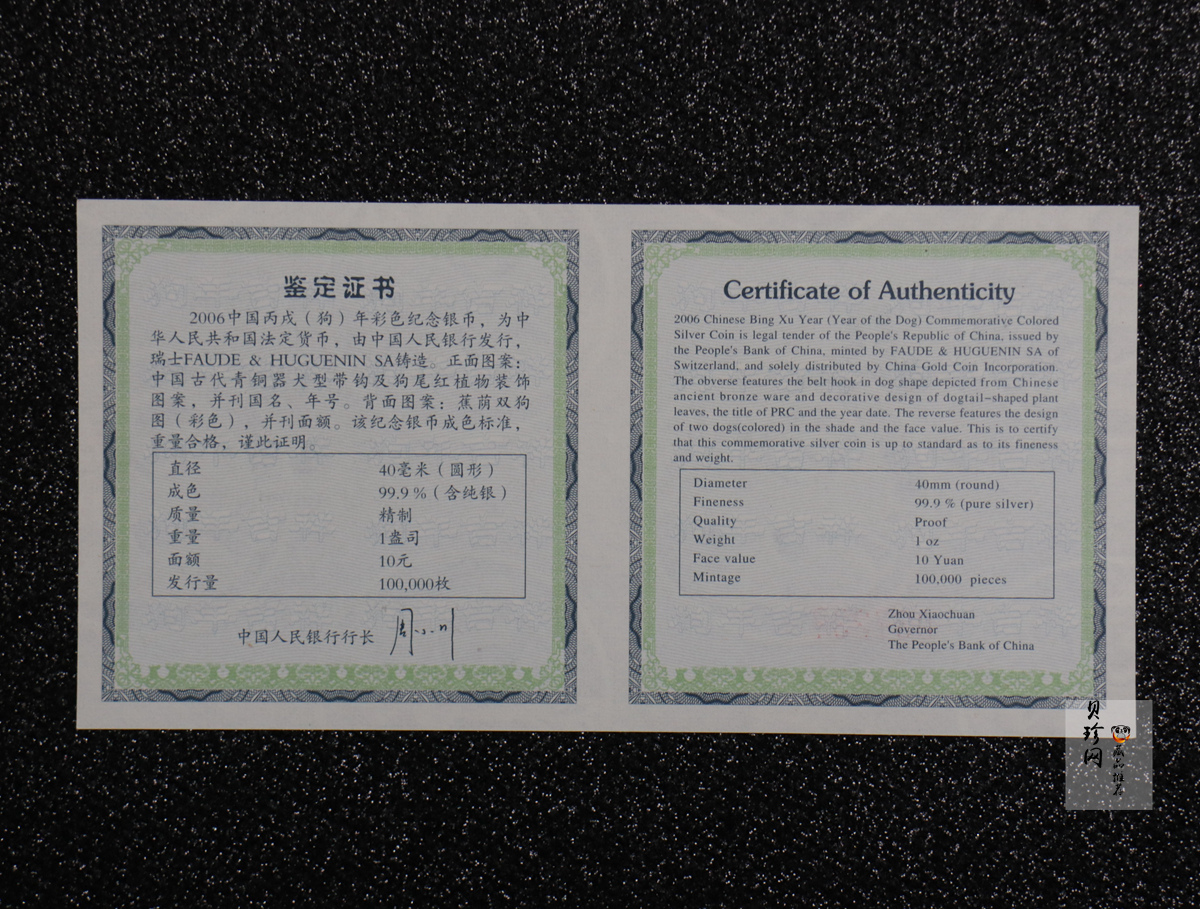 鉴定证书
2006中国丙戌（狗）年彩色纪念银币，为中
华人民共和国法定货币，由中国人民银行发行，
瑞士FAUDE & HUGUENIN SA铸造。正面图案：
中国古代青铜器犬型带钩及狗尾红植物装饰
图案，并刊国名、年号。背面图案：蕉荫双狗
图（彩色），并刊面额。该纪念银币成色标准，
重量合格，谨此证明。
直径 40毫米（圆形）
成色 99.9％（含纯银）
质量 精制
重量 1盎司
面额 10元
发行量 100,000枚
中国人民银行行长 周小川
Certificate of Authenticity
2006 Chinese Bing Xu Year (Year of the Dog) Commemorative Colored
Silver Coin is legal tender of the People's Republic of China, issued by
the People's Bank of China, minted by FAUDE & HUGUENIN SA of
Switzerland, and solely distributed by China Gold Coin Incorporation.
The obverse features the belt hook in dog shape depicted from Chinese
ancient bronze ware and decorative design of dogtail-shaped plant
leaves, the title of PRC and the year date. The reverse features the design
of two dogs(colored) in the shade and the face value. This is to certify
that this commemorative silver coin is up to standard as to its fineness
and weight.
Diameter 40mm (round)
Fineness 99.9 % (pure silver)
Quality Proof
Weight 1 oz
Face value 10 Yuan
Mintage 100,000 pieces
Zhou Xiaochuan
Governor
The People's Bank of China
贝珍网